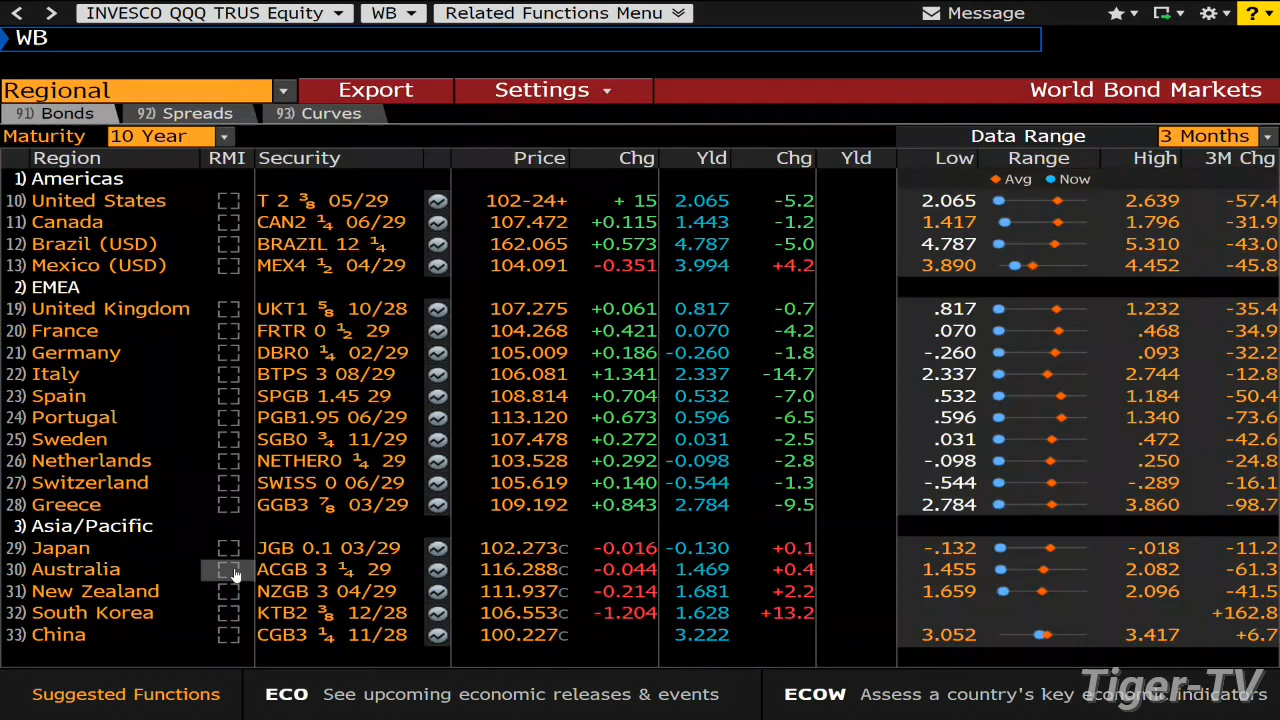 INVESCO QQQ TRUS Equity WB Related Functions Menu Message ?
WB
Regional Export Settings World Bond Markets
91) Bonds 92) Spreads 93) Curves
Maturity 10 Year Data Range 3 Months
Region RMI Security Price Chg Yld Chg Yld Low Range High 3M Chg
1) Americas Avg Now
10) United States T 2 ⅜ 05/29 102-24+ + 15 2.065 -5.2 2.065 2.639 -57.4
11) Canada CAN2 ¼ 06/29 107.472 +0.115 1.443 -1.2 1.417 1.796 -31.9
12) Brazil (USD) BRAZIL 12 ¼ 162.065 +0.573 4.787 -5.0 4.787 5.310 -43.0
13) Mexico (USD) MEX4 ½ 04/29 104.091 -0.351 3.994 +4.2 3.890 4.452 -45.8
2) EMEA
19) United Kingdom UKT1 ⅝ 10/28 107.275 +0.061 0.817 -0.7 .817 1.232 -35.4
20) France FRTR 0 ½ 29 104.268 +0.421 0.070 -4.2 .070 .468 -34.9
21) Germany DBR0 ¼ 02/29 105.009 +0.186 -0.260 -1.8 -.260 .093 -32.2
22) Italy BTPS 3 08/29 106.081 +1.341 2.337 -14.7 2.337 2.744 -12.8
23) Spain SPGB 1.45 29 108.814 +0.704 0.532 -7.0 .532 1.184 -50.4
24) Portugal PGB1.95 06/29 113.120 +0.673 0.596 -6.5 .596 1.340 -73.6
25) Sweden SGB0 ¾ 11/29 107.478 +0.272 0.031 -2.5 .031 .472 -42.6
26) Netherlands NETHER0 ¼ 29 103.528 +0.292 -0.098 -2.8 -.098 .250 -24.8
27) Switzerland SWISS 0 06/29 105.619 +0.140 -0.544 -1.3 -.544 -.289 -16.1
28) Greece GGB3 ⅞ 03/29 109.192 +0.843 2.784 -9.5 2.784 3.860 -98.7
3) Asia/Pacific
29) Japan JGB 0.1 03/29 102.273c -0.016 -0.130 +0.1 -.132 -.018 -11.2
30) Australia ACGB 3 ¼ 29 116.288c -0.044 1.469 +0.4 1.455 2.082 -61.3
31) New Zealand NZGB 3 04/29 111.937c -0.214 1.681 +2.2 1.659 2.096 -41.5
32) South Korea KTB2 ⅜ 12/28 106.553c -1.204 1.628 +13.2 +162.8
33) China CGB3 ¼ 11/28 100.227c 3.222 3.052 3.417 +6.7
Suggested Functions ECO See upcoming economic releases & events ECOW Assess a country's key economic indicators
Tiger-TV